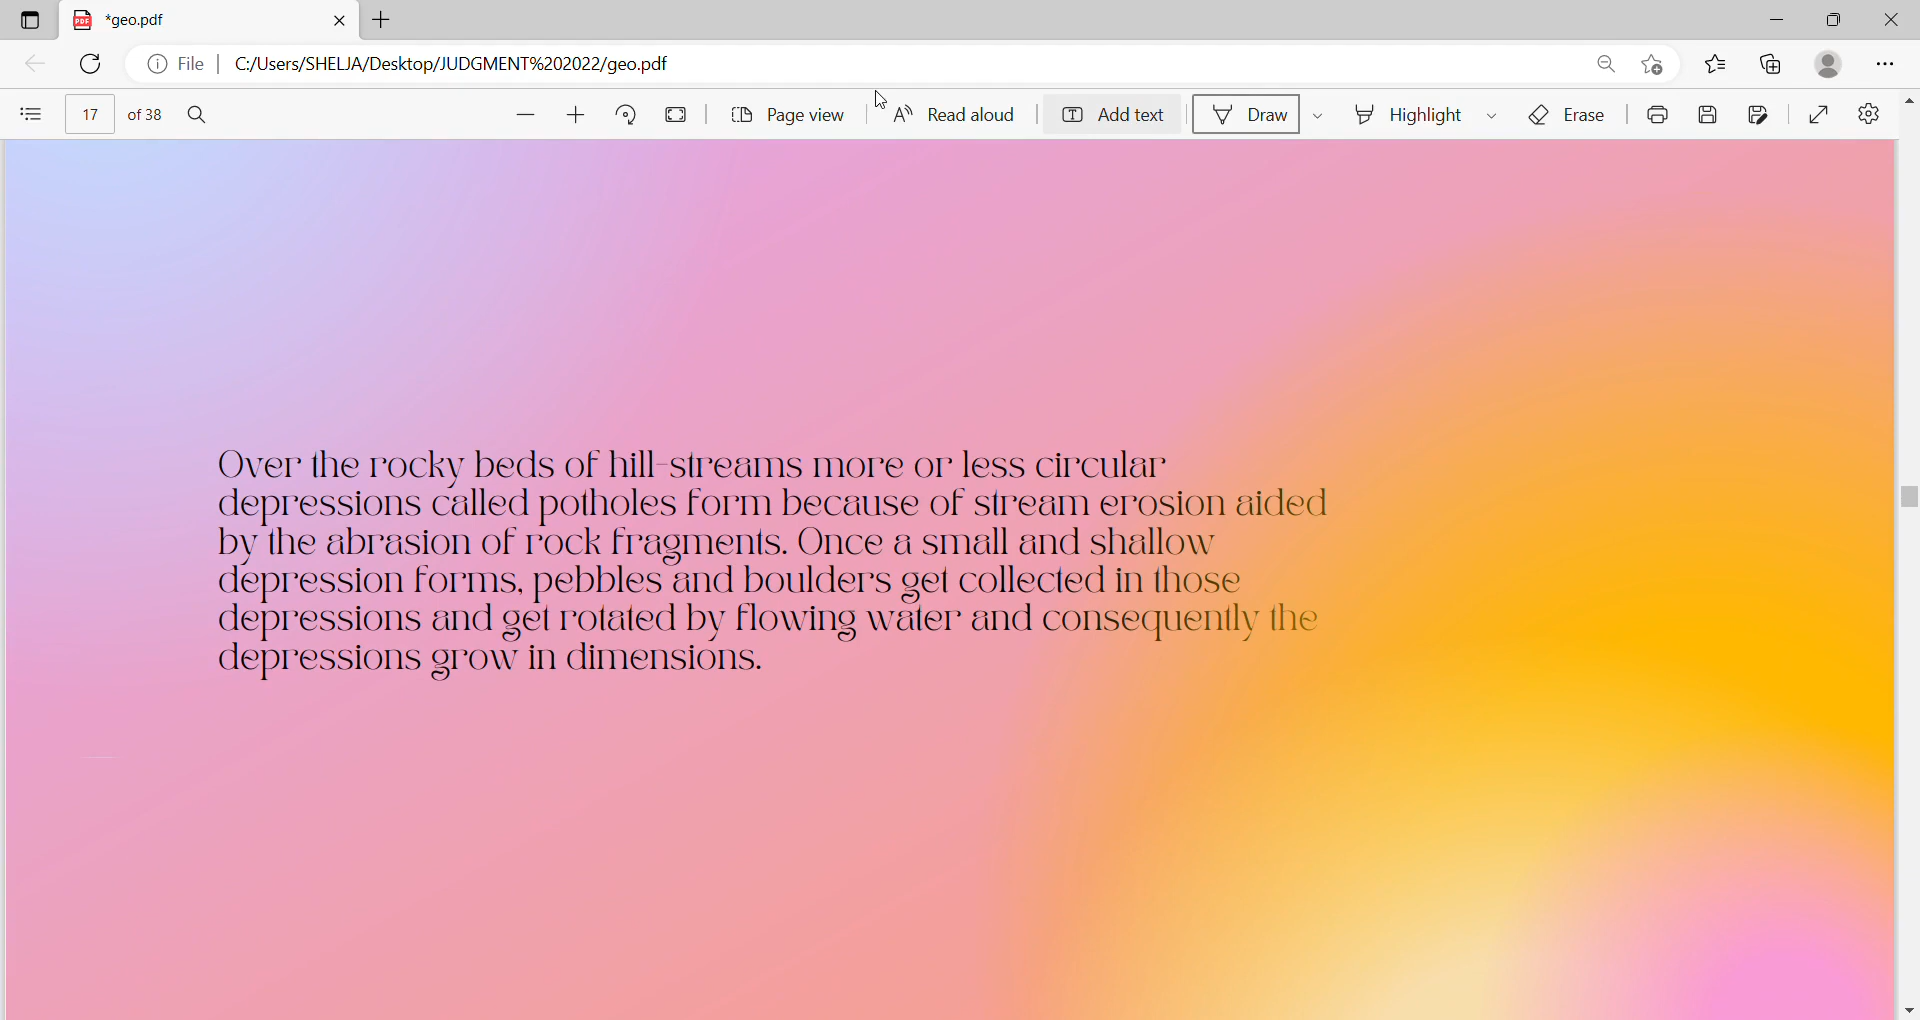 *geo.pdf
File C:/Users/SHELJA/Desktop/JUDGMENT%202022/geo.pdf
17 of 38 Page view Read aloud Add text Draw Highlight Erase
Over the rocky beds of hill-streams more or less circular
depressions called potholes form because of stream erosion aided
by the abrasion of rock fragments. Once a small and shallow
depression forms, pebbles and boulders get collected in those
depressions and get rotated by flowing water and consequently the
depressions grow in dimensions.